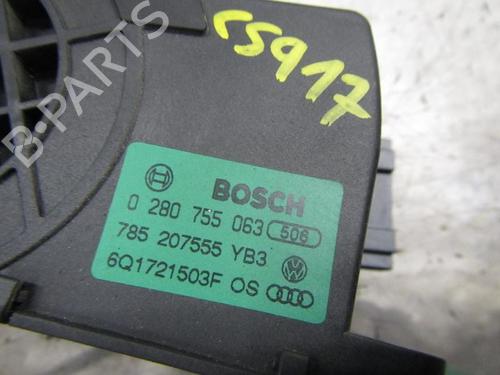 B-PARTS
CS917
BOSCH
0 280 755 063 506
785 207555 YB3
6Q1721503F OS